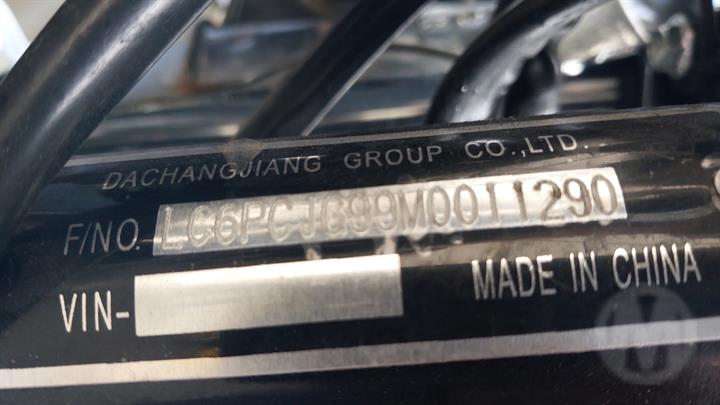 DACHANGJIANG GROUP CO.,LTD.
F/NO. LC6PCJG99M0011290
VIN-
MADE IN CHINA